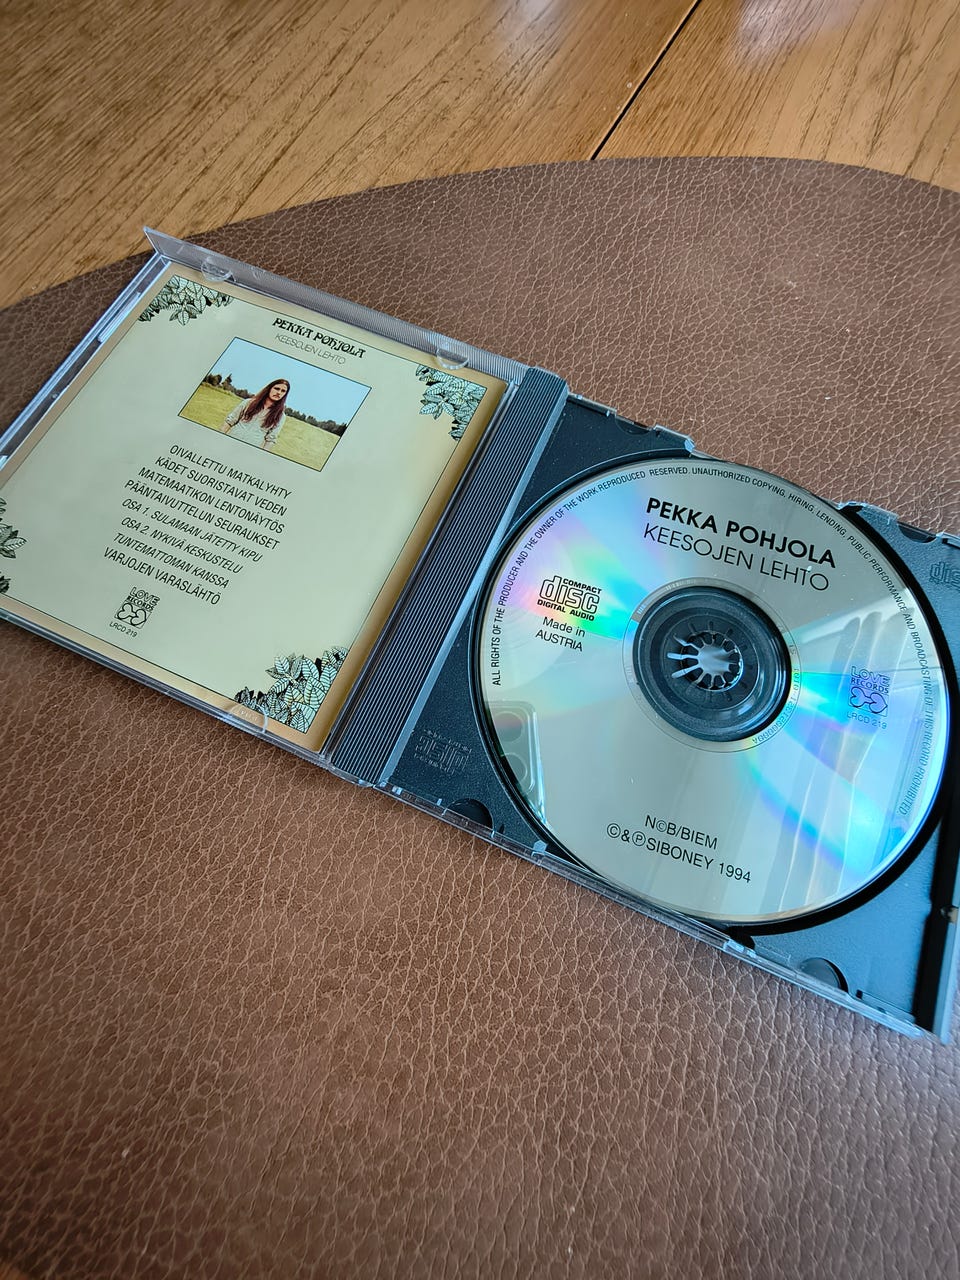 PEKKA POHJOLA
KEESOJEN LEHTO
OIVALLETTU MATKALYHTY
KÄDET SUORISTAVAT VEDEN
MATEMAATIKON LENTONÄYTÖS
PÄÄNTAIVUTTELUN SEURAUKSET
OSA 1. SULAMAAN JÄTETTY KIPU
OSA 2. NYKIVÄ KESKUSTELU
TUNTEMATTOMAN KANSSA
VARJOJEN VARASLÄHTÖ
LOVE
RECORDS
LRCD 219
ALL RIGHTS OF THE PRODUCER AND THE OWNER OF THE WORK REPRODUCED RESERVED. UNAUTHORIZED COPYING, HIRING, LENDING, PUBLIC PERFORMANCE AND BROADCASTING OF THIS RECORD PROHIBITED.
PEKKA POHJOLA
KEESOJEN LEHTO
COMPACT
disc
DIGITAL AUDIO
Made in
AUSTRIA
LOVE
RECORDS
LRCD 219
N©B/BIEM
©&℗SIBONEY 1994